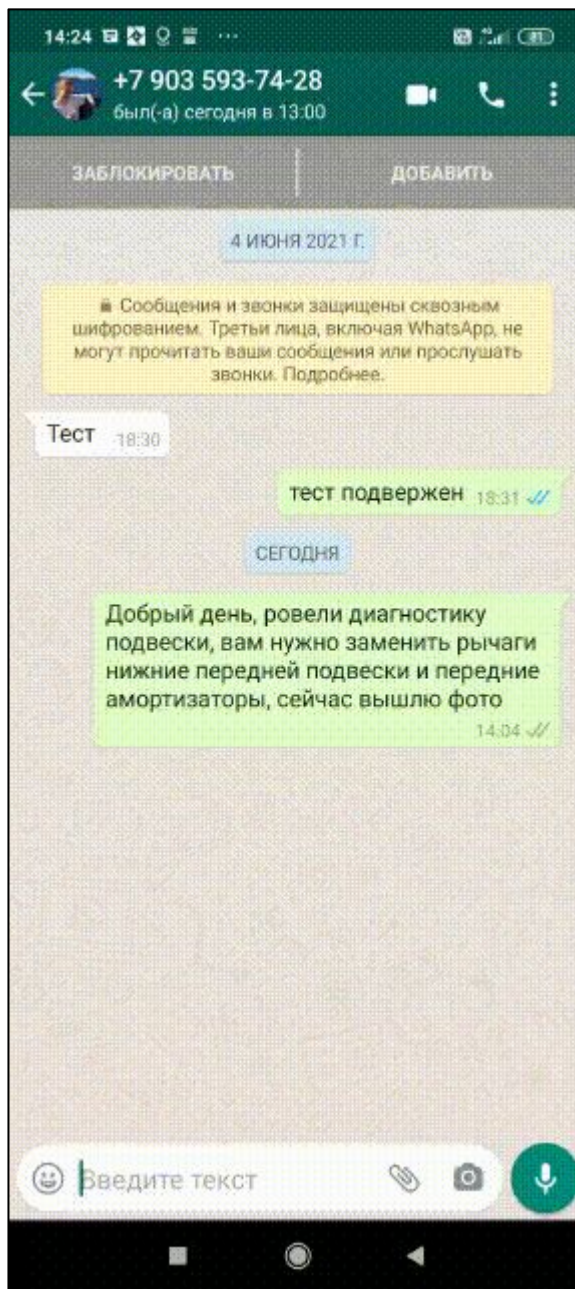 14:24
+7 903 593-74-28
был(-а) сегодня в 13:00
ЗАБЛОКИРОВАТЬ
ДОБАВИТЬ
4 ИЮНЯ 2021 Г.
Сообщения и звонки защищены сквозным
шифрованием. Третьи лица, включая WhatsApp, не
могут прочитать ваши сообщения или прослушать
звонки. Подробнее.
Тест 18:30
тест подвержен 18:31
СЕГОДНЯ
Добрый день, ровели диагностику
подвески, вам нужно заменить рычаги
нижние передней подвески и передние
амортизаторы, сейчас вышлю фото
14:04
Введите текст